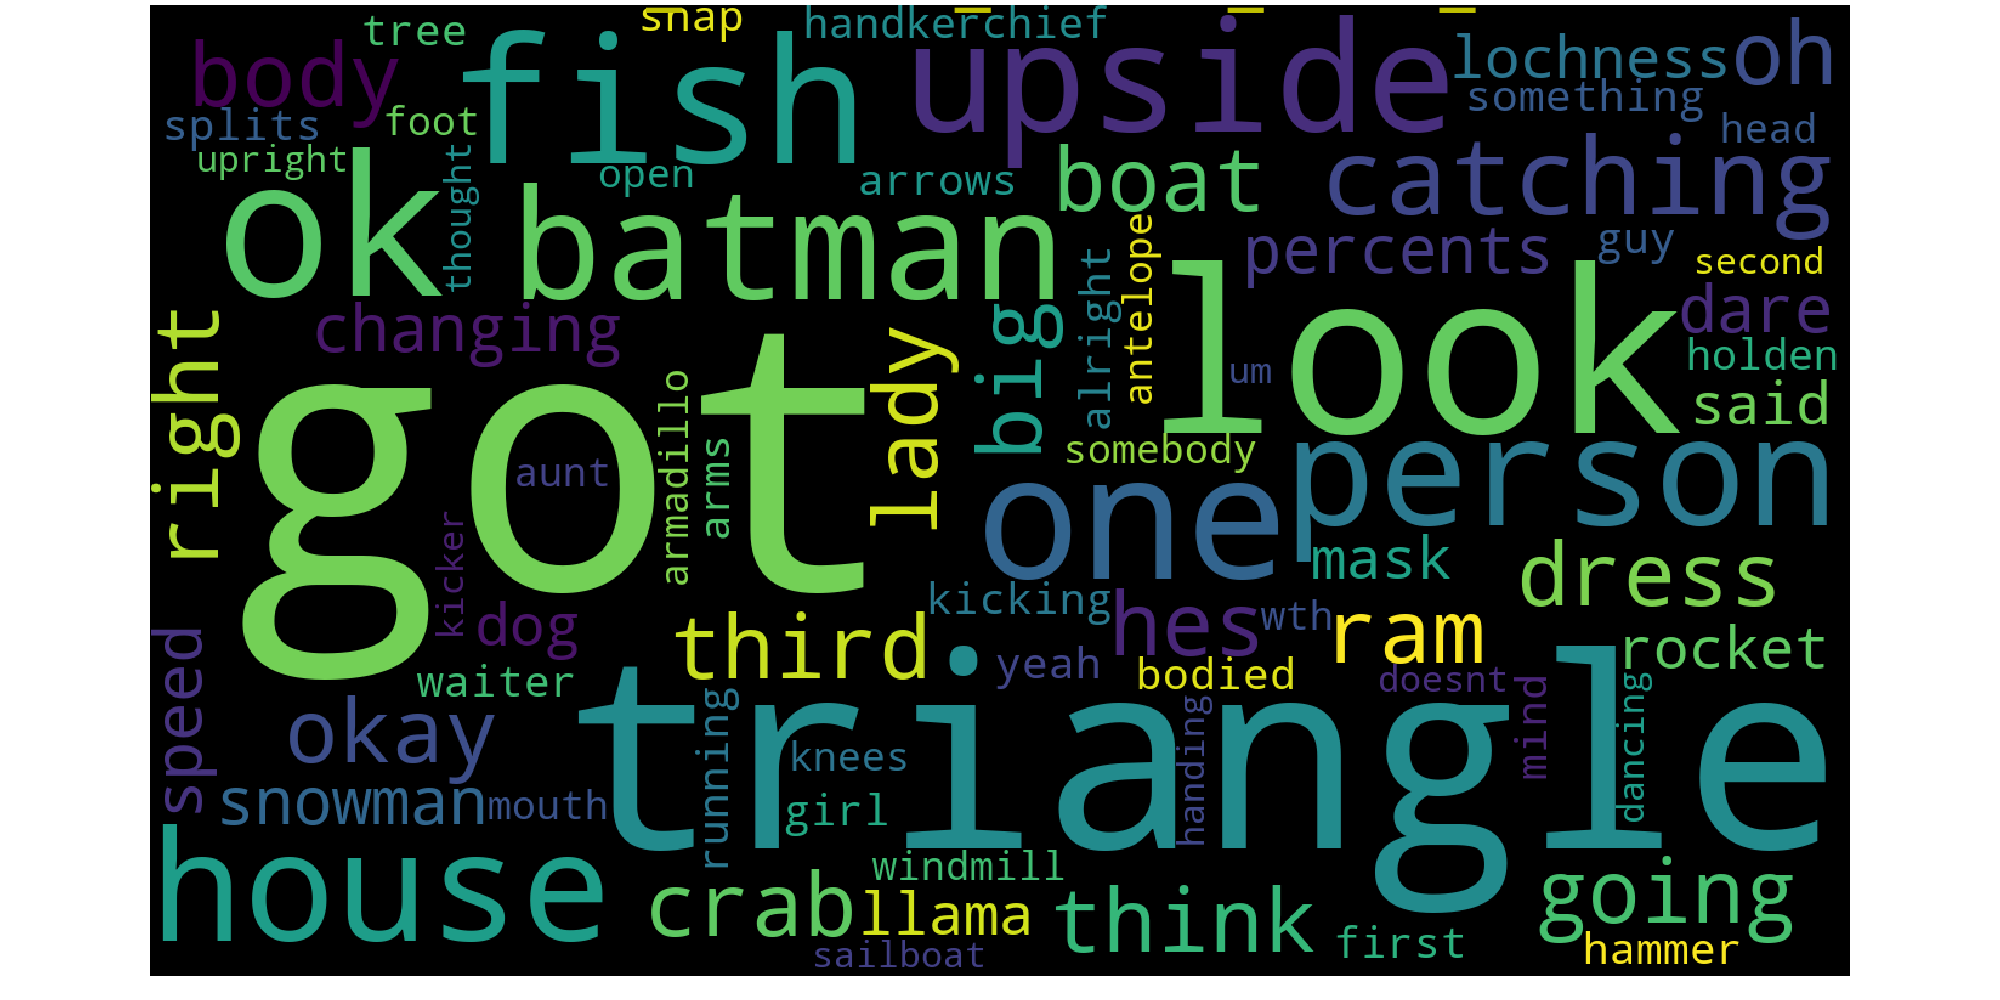 snap
handkerchief
tree
fish
upside
lochness
oh
body
something
splits
foot
head
upright
thought
open
arrows
boat
catching
ok
batman
percents
guy
second
antelope
alright
look
dare
right
changing
big
lady
um
holden
said
got
armadillo
arms
somebody
person
aunt
one
kicker
mask
dress
dog
third
kicking
hes
wth
ram
rocket
speed
waiter
yeah
bodied
doesnt
mind
dancing
okay
triangle
running
knees
handing
snowman
mouth
girl
house
windmill
crab
llama
think
going
first
hammer
sailboat